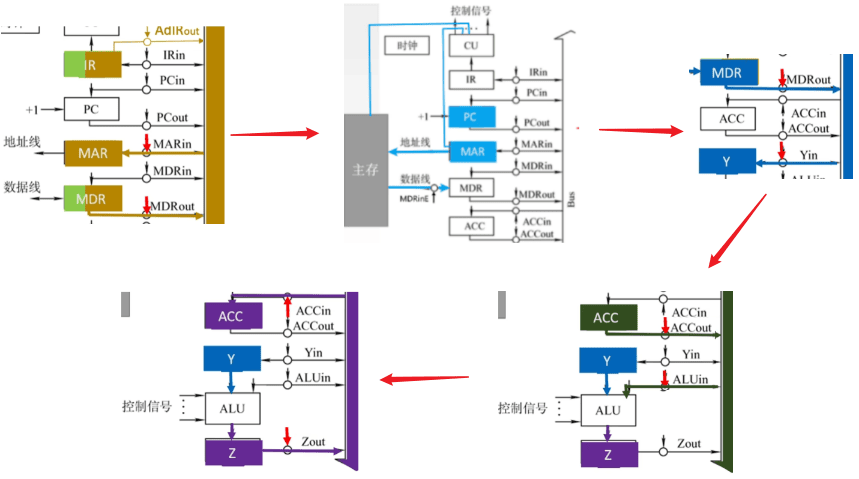 AdIRout
IR
IRin
PCin
+1
PC
PCout
地址线
MAR
MARin
MDRin
数据线
MDR
MDRout
控制信号
时钟
CU
IR
IRin
PCin
+1
PC
PCout
地址线
MAR
MARin
主存
MDRin
数据线
MDR
MDRinE
MDRout
ACC
ACCin
ACCout
Bus
MDR
MDRout
ACC
ACCin
ACCout
Y
Yin
ACC
ACCin
ACCout
Y
Yin
ALUin
控制信号
ALU
Z
Zout
ACC
ACCin
ACCout
Y
Yin
ALUin
控制信号
ALU
Z
Zout